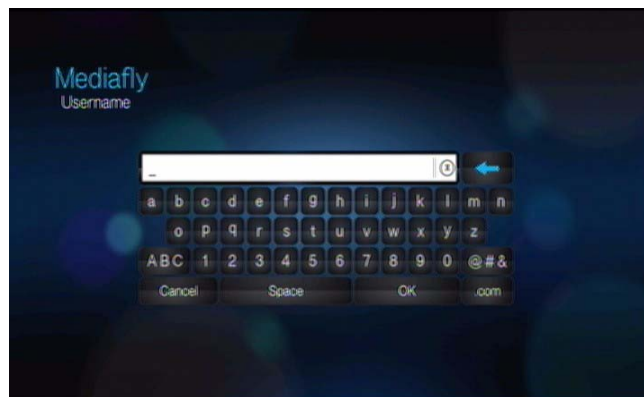 Mediafly
Username
_
a b c d e f g h i j k l m n
o p q r s t u v w x y z
ABC 1 2 3 4 5 6 7 8 9 0 @#&
Cancel Space OK .com